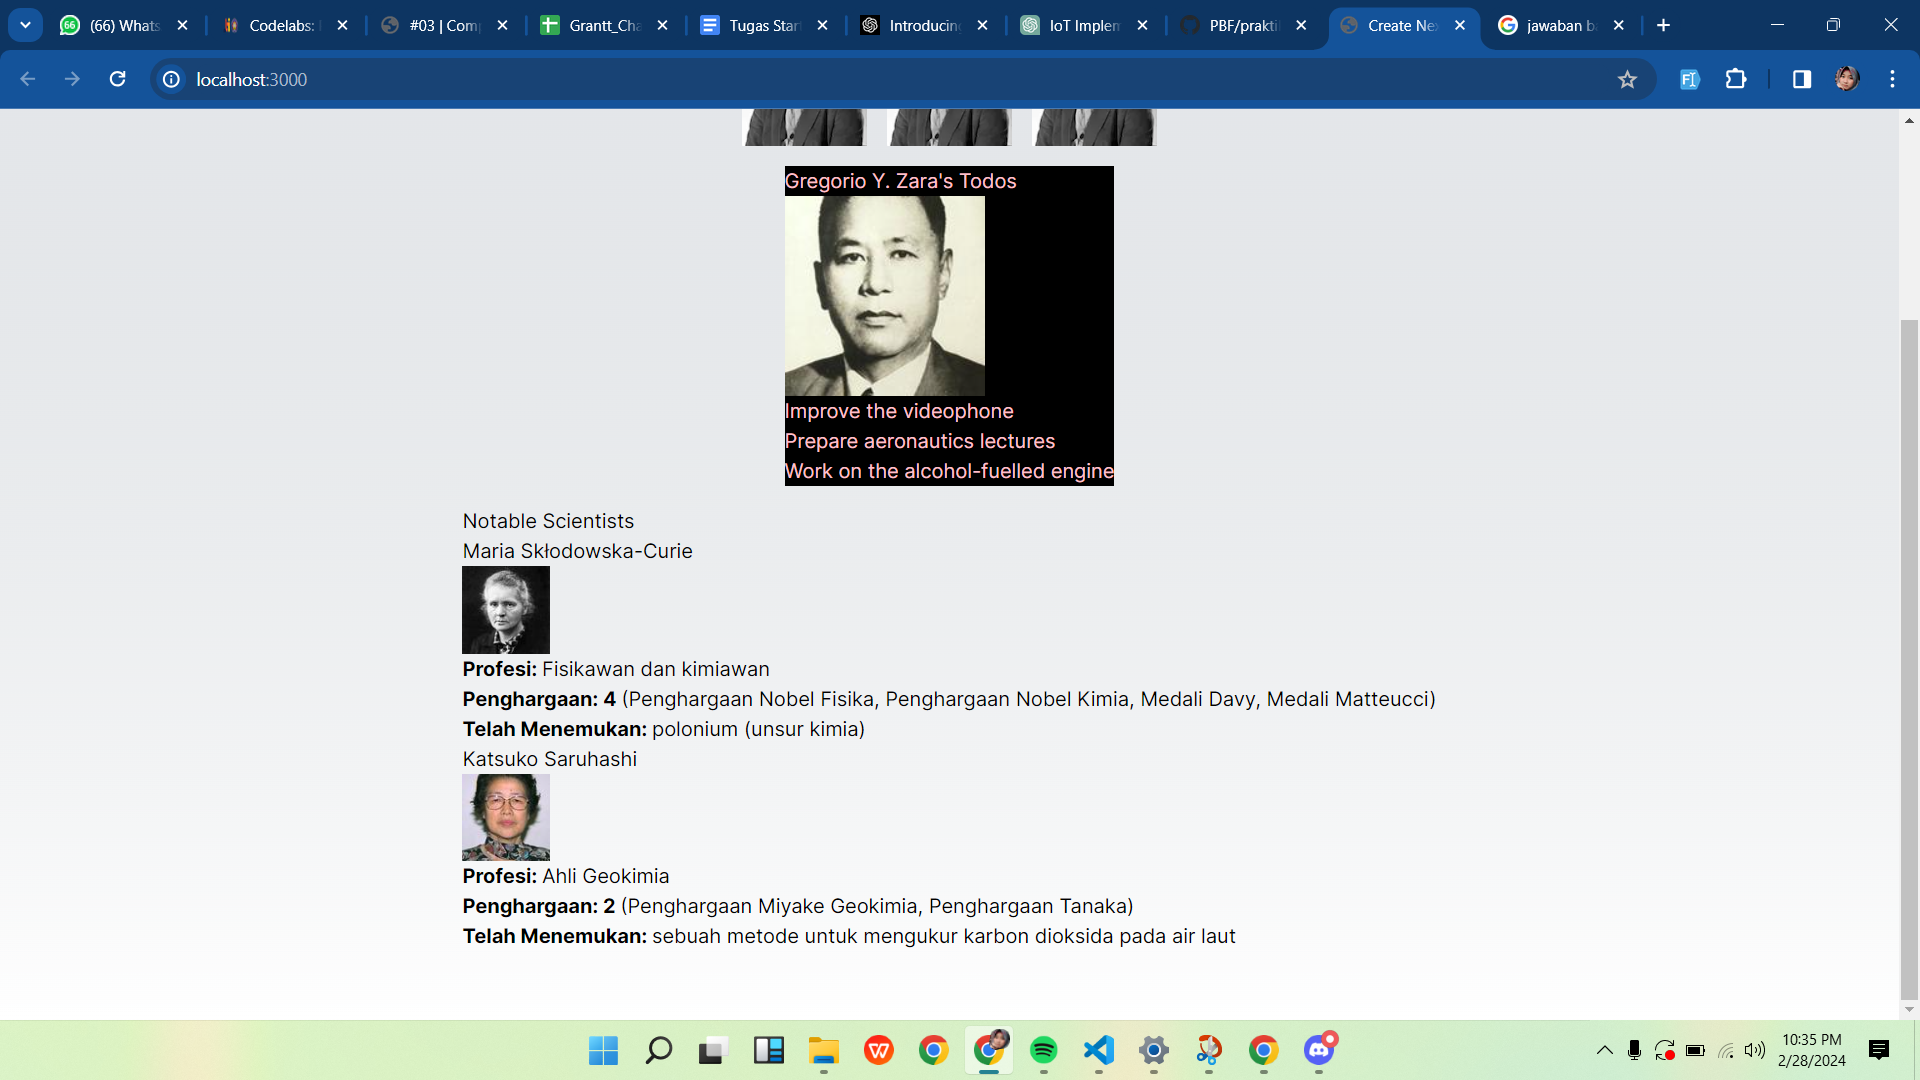 (66) Whats
Codelabs:
#03 | Com
Grantt_Cha
Tugas Star
Introducing
IoT Implem
PBF/prakti
Create Nex
jawaban b
localhost:3000
Gregorio Y. Zara's Todos
Improve the videophone
Prepare aeronautics lectures
Work on the alcohol-fuelled engine
Notable Scientists
Maria Skłodowska-Curie
Profesi: Fisikawan dan kimiawan
Penghargaan: 4 (Penghargaan Nobel Fisika, Penghargaan Nobel Kimia, Medali Davy, Medali Matteucci)
Telah Menemukan: polonium (unsur kimia)
Katsuko Saruhashi
Profesi: Ahli Geokimia
Penghargaan: 2 (Penghargaan Miyake Geokimia, Penghargaan Tanaka)
Telah Menemukan: sebuah metode untuk mengukur karbon dioksida pada air laut
10:35 PM
2/28/2024